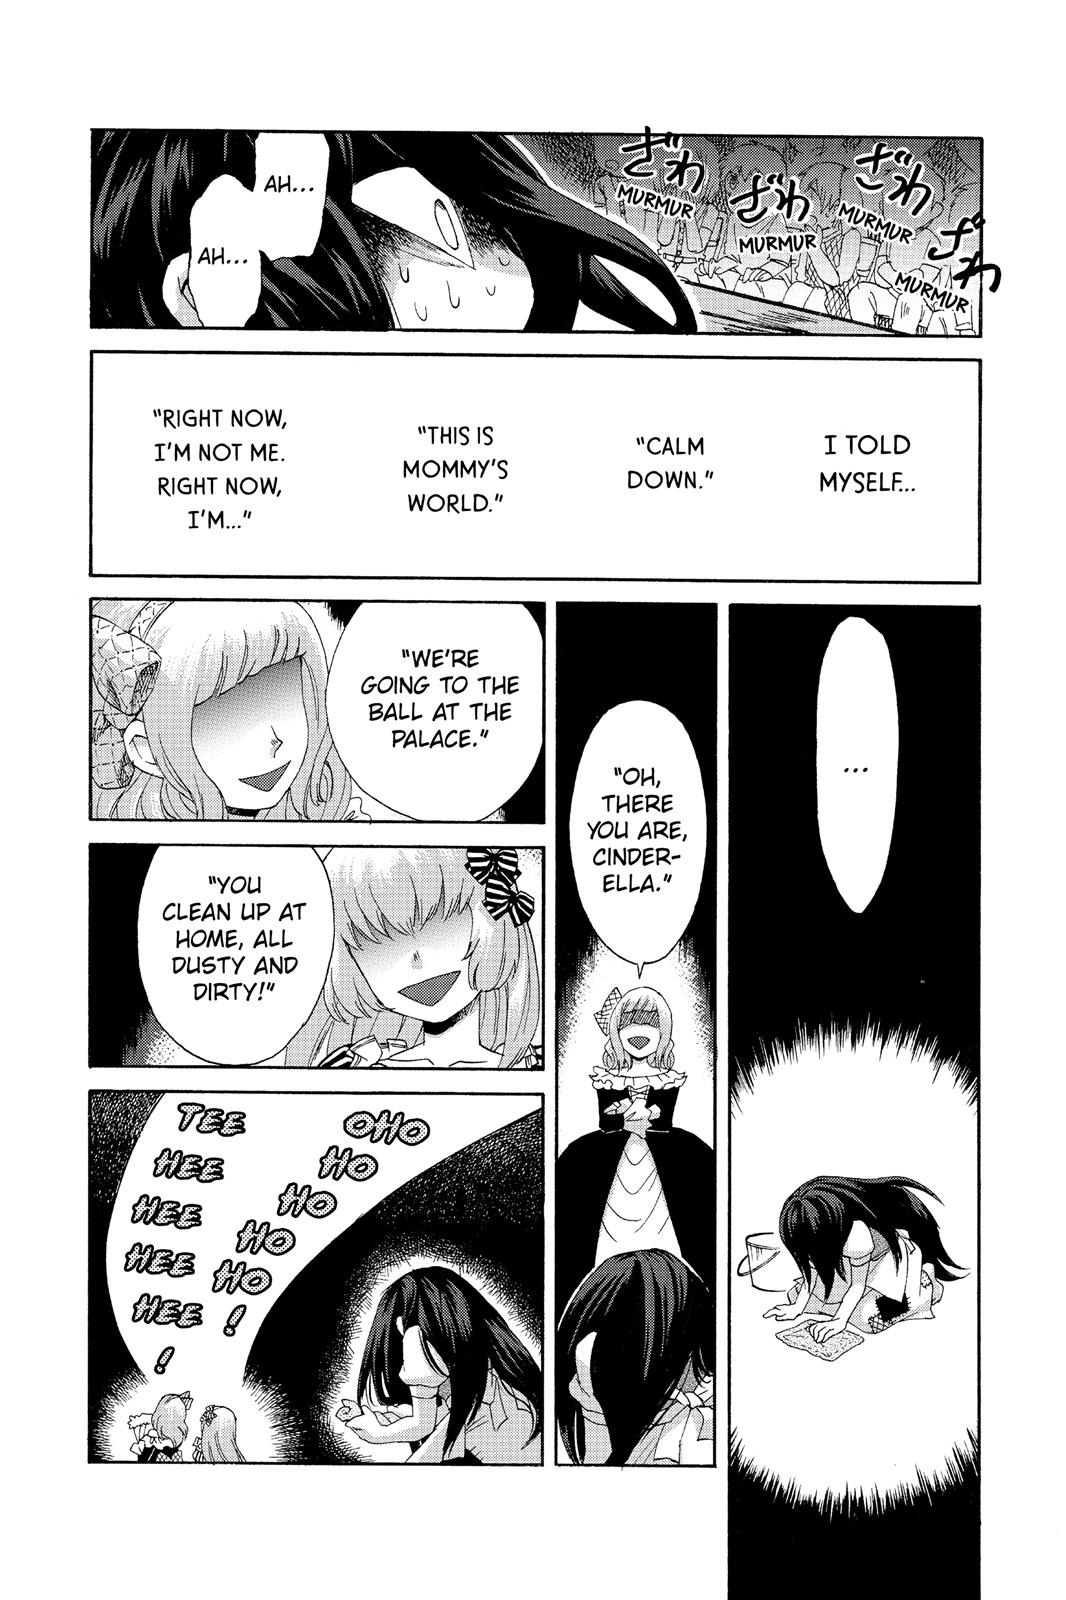 AH...
AH...
ざわ
MURMUR
ざわ
MURMUR
ざわ
MURMUR
ざわ
MURMUR
I TOLD
MYSELF...
"CALM
DOWN."
"THIS IS
MOMMY'S
WORLD."
"RIGHT NOW,
I'M NOT ME.
RIGHT NOW,
I'M..."
...
"OH,
THERE
YOU ARE,
CINDER-
ELLA."
"WE'RE
GOING TO THE
BALL AT THE
PALACE."
"YOU
CLEAN UP AT
HOME, ALL
DUSTY AND
DIRTY!"
OHO
HO
HO
HO
HO
!
TEE
HEE
HEE
HEE
HEE
!